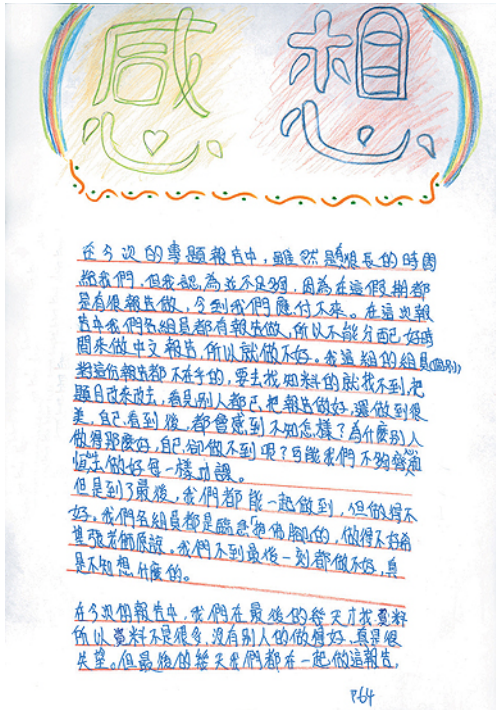 感想
在今次的專題報告中，雖然是有很長的時間
給我們，但我認為並不足夠，因為在這假期都
是有很報告做，令到我們應付不來。在這次報
告中我們各組員都有報告做，所以不能分配好時
間來做中文報告，所以就做不好。我這組的組員(個別)
對這份報告都不在乎的，要去找知料的就找不到，把
題目改來改去，看見別人都已把報告做好，還做到很
美，自己看到後，都會感到不知怎樣？為什麼別人
做得那麼好，自己卻做不到呢？可能我們不夠
做好每一樣功課。
但是到了最後，我們都能一起做到，但做得不
好。我們各組員都是臨急抱佛腳的，做得不好希
張老師原諒。我們不到最後一刻都做不好，真
是不知想什麼的。
在今次的報告中，我們在最後的幾天才找資料
所以資料不是很多，沒有別人的做得好，真是很
失望。但最後的幾天我們都在一起做這報告，
P.64